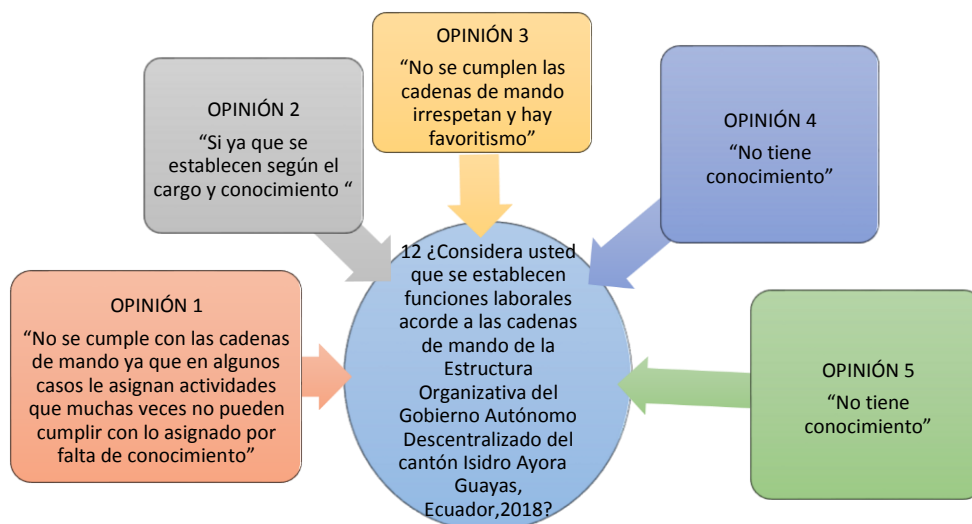 OPINIÓN 1
“No se cumple con las cadenas
de mando ya que en algunos
casos le asignan actividades
que muchas veces no pueden
cumplir con lo asignado por
falta de conocimiento”
OPINIÓN 2
“Si ya que se
establecen según el
cargo y conocimiento “
OPINIÓN 3
“No se cumplen las
cadenas de mando
irrespetan y hay
favoritismo”
OPINIÓN 4
“No tiene
conocimiento”
OPINIÓN 5
“No tiene
conocimiento”
12 ¿Considera usted
que se establecen
funciones laborales
acorde a las cadenas
de mando de la
Estructura
Organizativa del
Gobierno Autónomo
Descentralizado del
cantón Isidro Ayora
Guayas,
Ecuador,2018?